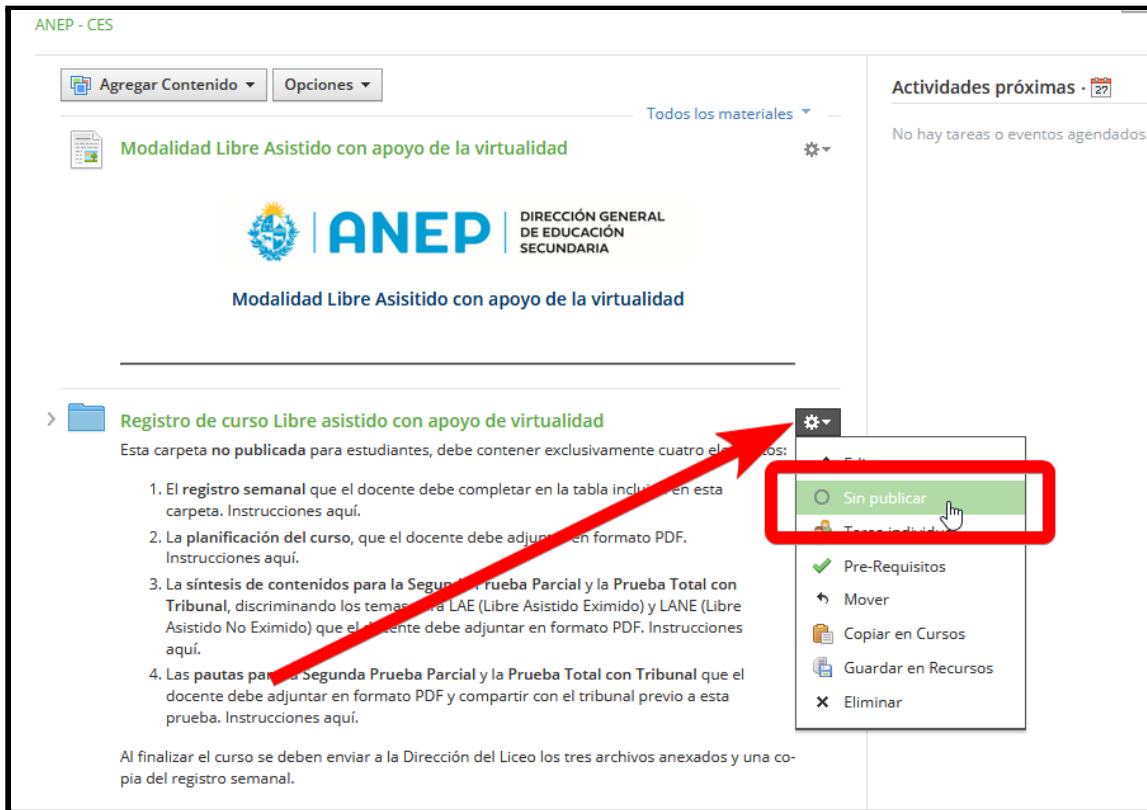 ANEP - CES
Agregar Contenido
Opciones
Todos los materiales
Actividades próximas · 27
No hay tareas o eventos agendados
Modalidad Libre Asistido con apoyo de la virtualidad
ANEP
DIRECCIÓN GENERAL
DE EDUCACIÓN
SECUNDARIA
Modalidad Libre Asisitido con apoyo de la virtualidad
Registro de curso Libre asistido con apoyo de virtualidad
Esta carpeta no publicada para estudiantes, debe contener exclusivamente cuatro
1. El registro semanal que el docente debe completar en la tabla en esta
carpeta. Instrucciones aquí.
2. La planificación del curso, que el docente debe adjuntar en formato PDF.
Instrucciones aquí.
3. La síntesis de contenidos para la Segunda Prueba Parcial y la Prueba Total con
Tribunal, discriminando los temas LAE (Libre Asistido Eximido) y LANE (Libre
Asistido No Eximido) que el docente debe adjuntar en formato PDF. Instrucciones
aquí.
4. Las pautas Segunda Prueba Parcial y la Prueba Total con Tribunal que el
docente debe adjuntar en formato PDF y compartir con el tribunal previo a esta
prueba. Instrucciones aquí.
Al finalizar el curso se deben enviar a la Dirección del Liceo los tres archivos anexados y una co-
pia del registro semanal.
Sin publicar
Pre-Requisitos
Mover
Copiar en Cursos
Guardar en Recursos
Eliminar